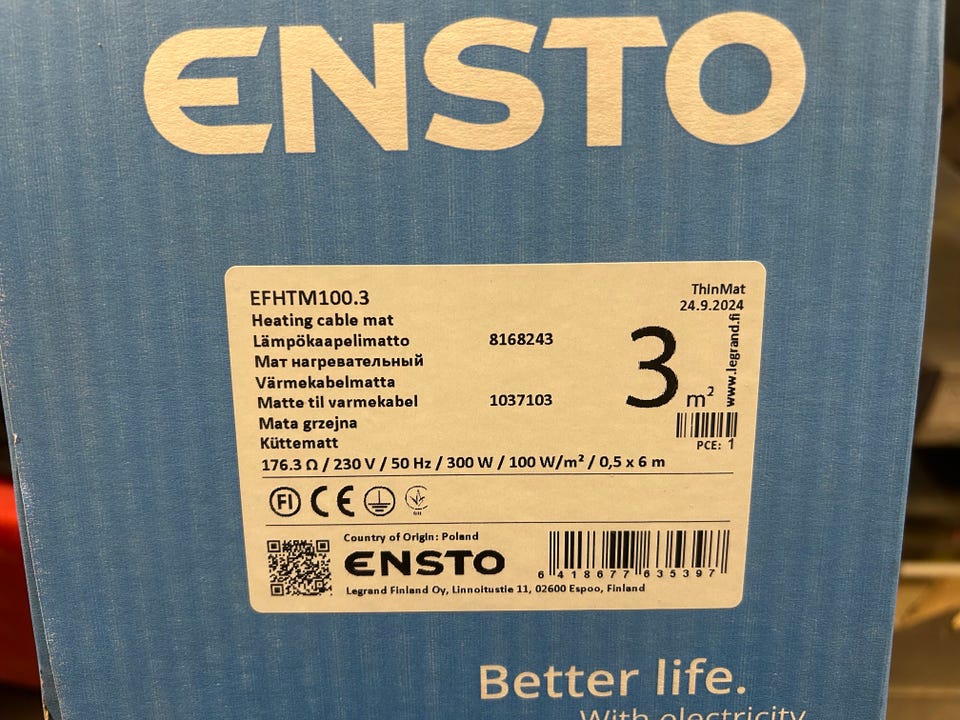 ENSTO
EFHTM100.3
ThinMat
24.9.2024
Heating cable mat
Lämpökaapelimatto 8168243
Мат нагревательный
Värmekabelmatta
Matte til varmekabel 1037103
Mata grzejna
Küttematt
3 m²
www.legrand.fi
PCE: 1
176.3 Ω / 230 V / 50 Hz / 300 W / 100 W/m² / 0,5 x 6 m
FI CE
Country of Origin: Poland
ENSTO
Legrand Finland Oy, Linnoitustie 11, 02600 Espoo, Finland
6 418677 635397
Better life.
With electricity